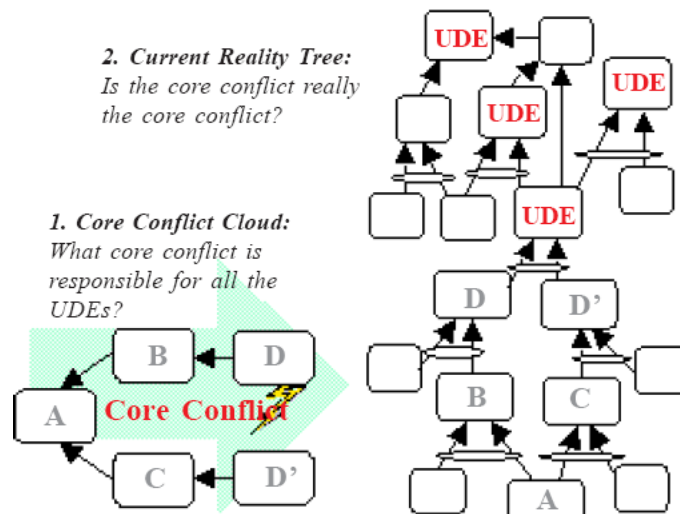 2. Current Reality Tree:
Is the core conflict really
the core conflict?
UDE
UDE
UDE
UDE
1. Core Conflict Cloud:
What core conflict is
responsible for all the
UDEs?
B
D
A
Core Conflict
C
D’
D
D’
B
C
A